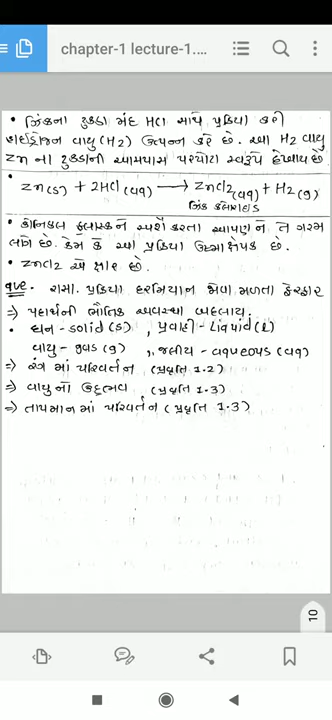 chapter-1 lecture-1....
• ઝિંકના ટુકડા મંદ HCl સાથે પ્રક્રિયા કરી
હાઇડ્રોજન વાયુ (H2) ઉત્પન્ન કરે છે. આ H2 વાયુ
Zn ના ટુકડાની આસપાસ પરપોટા સ્વરૂપે દેખાય છે.
• Zn(s) + 2HCl(aq) ⟶ ZnCl2(aq) + H2(g)
ઝિંક ક્લોરાઇડ
• કોનિકલ ફ્લાસ્કને સ્પર્શ કરતા આપણને તે ગરમ
લાગે છે. કેમ કે આ પ્રક્રિયા ઉષ્માક્ષેપક છે.
• ZnCl2 એ ક્ષાર છે.
que. રાસા. પ્રક્રિયા દરમિયાન જોવા મળતા ફેરફાર
⇒ પદાર્થની ભૌતિક અવસ્થા બદલાય.
• ઘન - solid (s), પ્રવાહી - Liquid (l)
વાયુ - gas (g), જલીય - aqueous (aq)
⇒ રંગ માં પરિવર્તન (પ્રવૃતિ 1.2)
⇒ વાયુનો ઉદ્દભવ (પ્રવૃતિ 1.3)
⇒ તાપમાન માં પરિવર્તન (પ્રવૃતિ 1.3)
10